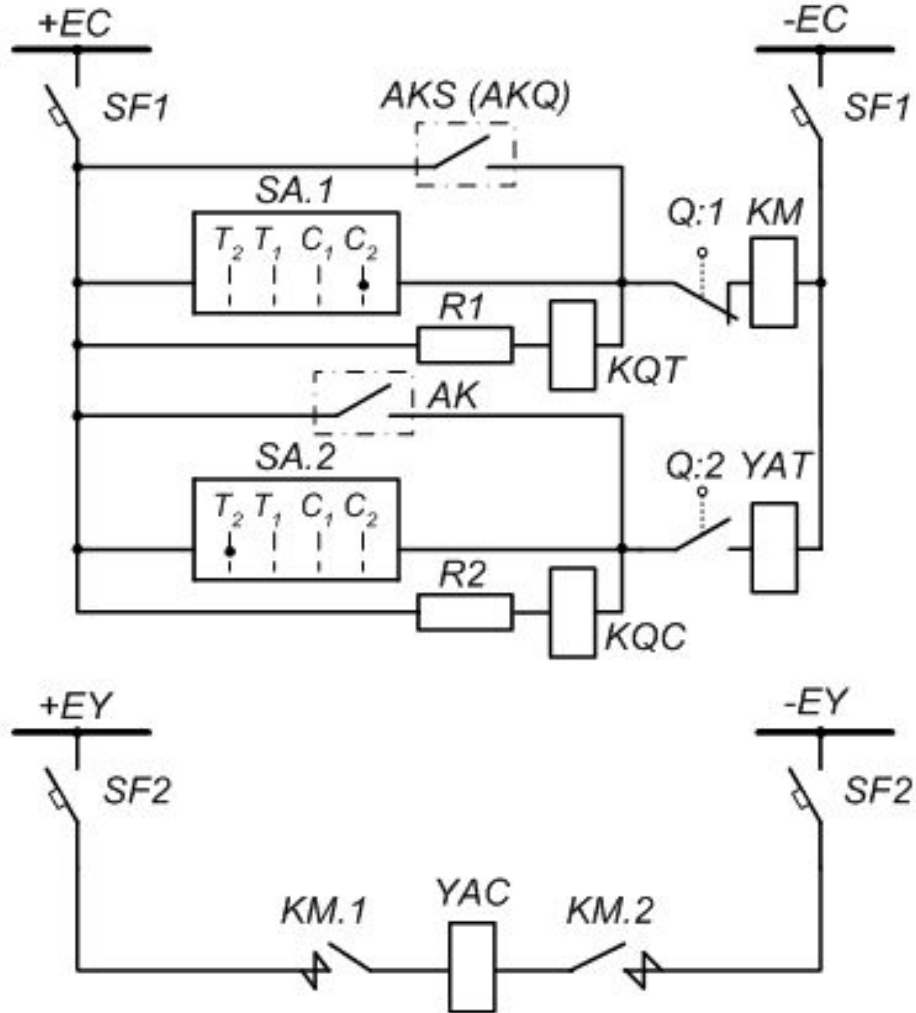 +EC -EC
SF1 AKS (AKQ) SF1
SA.1 Q:1 KM
T₂ T₁ C₁ C₂
R1
KQT
AK
SA.2 Q:2 YAT
T₂ T₁ C₁ C₂
R2
KQC
+EY -EY
SF2 SF2
KM.1 YAC KM.2